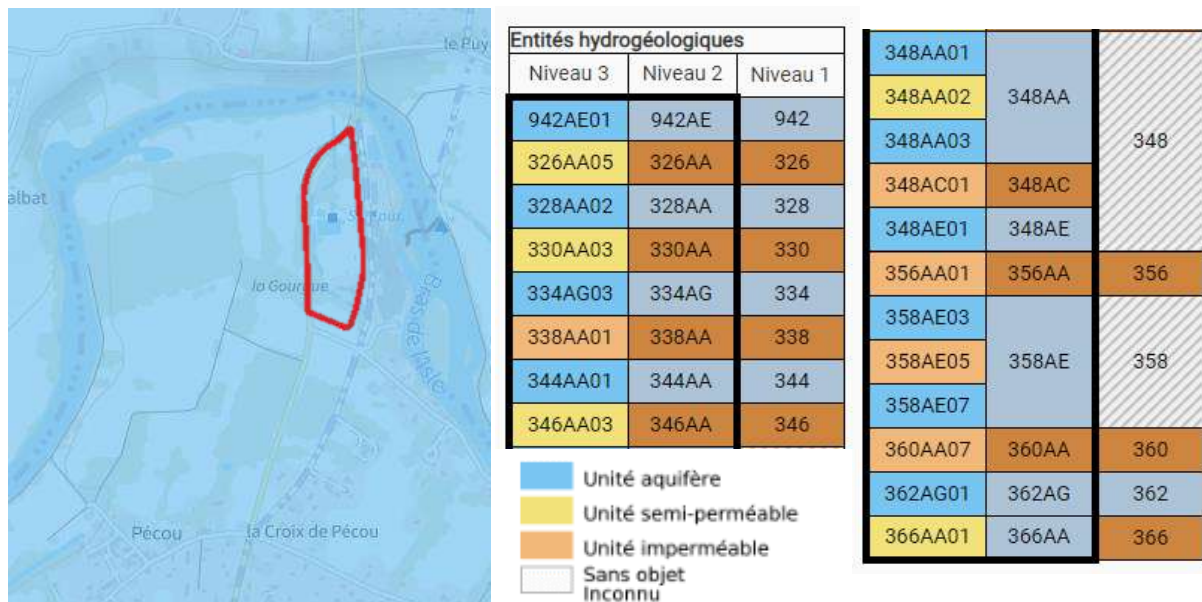 le Puy
albat
la Gourgue
Bras de l'Isle
Pécou
la Croix de Pécou
Entités hydrogéologiques
Niveau 3 Niveau 2 Niveau 1
942AE01 942AE 942
326AA05 326AA 326
328AA02 328AA 328
330AA03 330AA 330
334AG03 334AG 334
338AA01 338AA 338
344AA01 344AA 344
346AA03 346AA 346
Unité aquifère
Unité semi-perméable
Unité imperméable
Sans objet
Inconnu
348AA01
348AA02 348AA
348AA03 348
348AC01 348AC
348AE01 348AE
356AA01 356AA 356
358AE03
358AE05 358AE 358
358AE07
360AA07 360AA 360
362AG01 362AG 362
366AA01 366AA 366